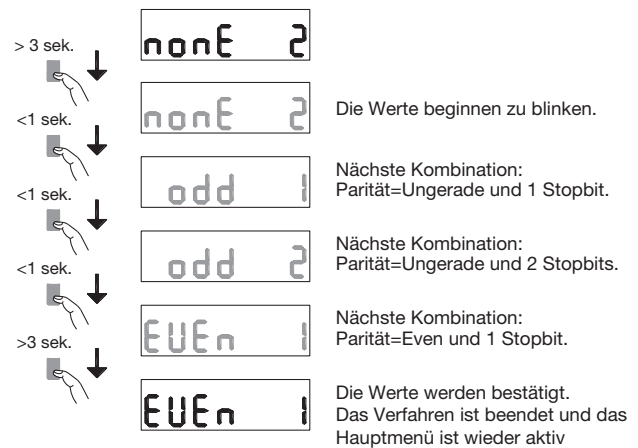 nonE 2
> 3 sek.
nonE 2
Die Werte beginnen zu blinken.
<1 sek.
odd 1
Nächste Kombination:
Parität=Ungerade und 1 Stopbit.
<1 sek.
odd 2
Nächste Kombination:
Parität=Ungerade und 2 Stopbits.
<1 sek.
EVEn 1
Nächste Kombination:
Parität=Even und 1 Stopbit.
>3 sek.
EVEn 1
Die Werte werden bestätigt.
Das Verfahren ist beendet und das
Hauptmenü ist wieder aktiv